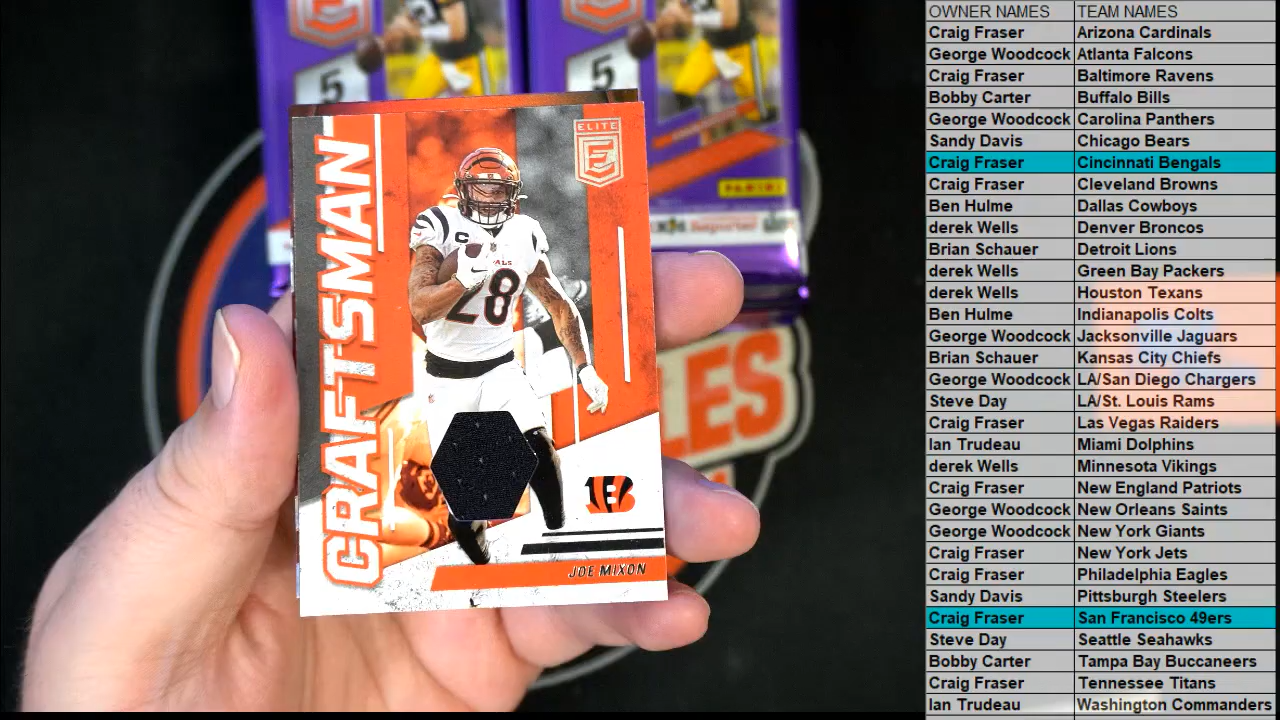 5
5
PANINI
CRAFTSMAN
ELITE
E
C
28
B
JOE MIXON
LES
OWNER NAMES TEAM NAMES
Craig Fraser Arizona Cardinals
George Woodcock Atlanta Falcons
Craig Fraser Baltimore Ravens
Bobby Carter Buffalo Bills
George Woodcock Carolina Panthers
Sandy Davis Chicago Bears
Craig Fraser Cincinnati Bengals
Craig Fraser Cleveland Browns
Ben Hulme Dallas Cowboys
derek Wells Denver Broncos
Brian Schauer Detroit Lions
derek Wells Green Bay Packers
derek Wells Houston Texans
Ben Hulme Indianapolis Colts
George Woodcock Jacksonville Jaguars
Brian Schauer Kansas City Chiefs
George Woodcock LA/San Diego Chargers
Steve Day LA/St. Louis Rams
Craig Fraser Las Vegas Raiders
Ian Trudeau Miami Dolphins
derek Wells Minnesota Vikings
Craig Fraser New England Patriots
George Woodcock New Orleans Saints
George Woodcock New York Giants
Craig Fraser New York Jets
Craig Fraser Philadelphia Eagles
Sandy Davis Pittsburgh Steelers
Craig Fraser San Francisco 49ers
Steve Day Seattle Seahawks
Bobby Carter Tampa Bay Buccaneers
Craig Fraser Tennessee Titans
Ian Trudeau Washington Commanders